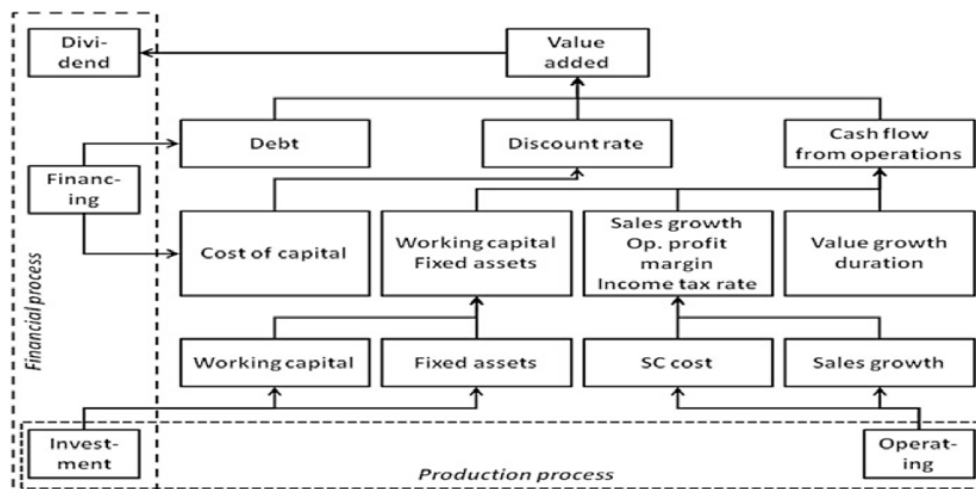 Divi-
dend
Value
added
Debt
Discount rate
Cash flow
from operations
Financ-
ing
Cost of capital
Working capital
Fixed assets
Sales growth
Op. profit
margin
Income tax rate
Value growth
duration
Financial process
Working capital
Fixed assets
SC cost
Sales growth
Invest-
ment
Production process
Operat-
ing